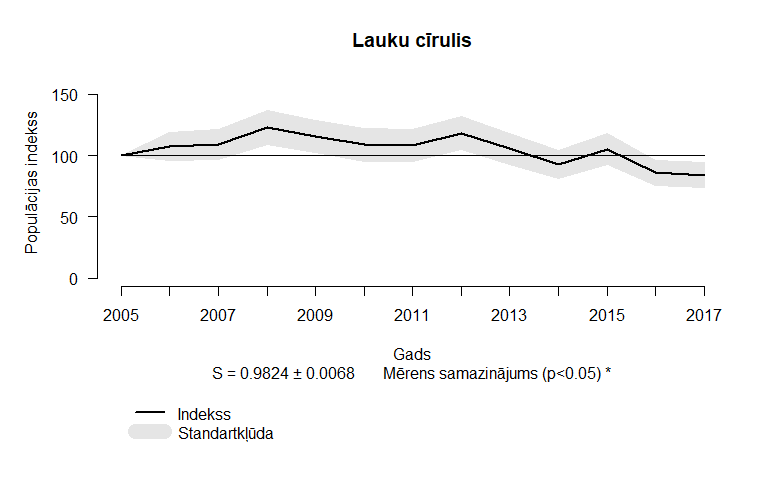 Lauku cīrulis
Populācijas indekss
150
100
50
0
2005 2007 2009 2011 2013 2015 2017
Gads
S = 0.9824 ± 0.0068 Mērens samazinājums (p<0.05) *
Indekss
Standartkļūda